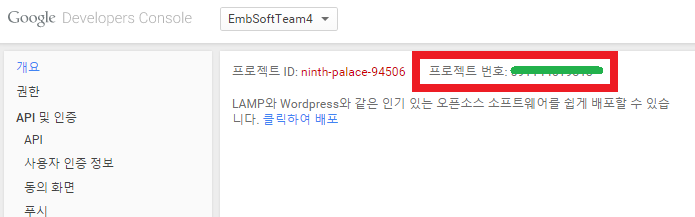 Google Developers Console EmbSoftTeam4
개요
권한
API 및 인증
API
사용자 인증 정보
동의 화면
푸시
프로젝트 ID: ninth-palace-94506 프로젝트 번호:
LAMP와 Wordpress와 같은 인기 있는 오픈소스 소프트웨어를 쉽게 배포할 수 있습
니다. 클릭하여 배포